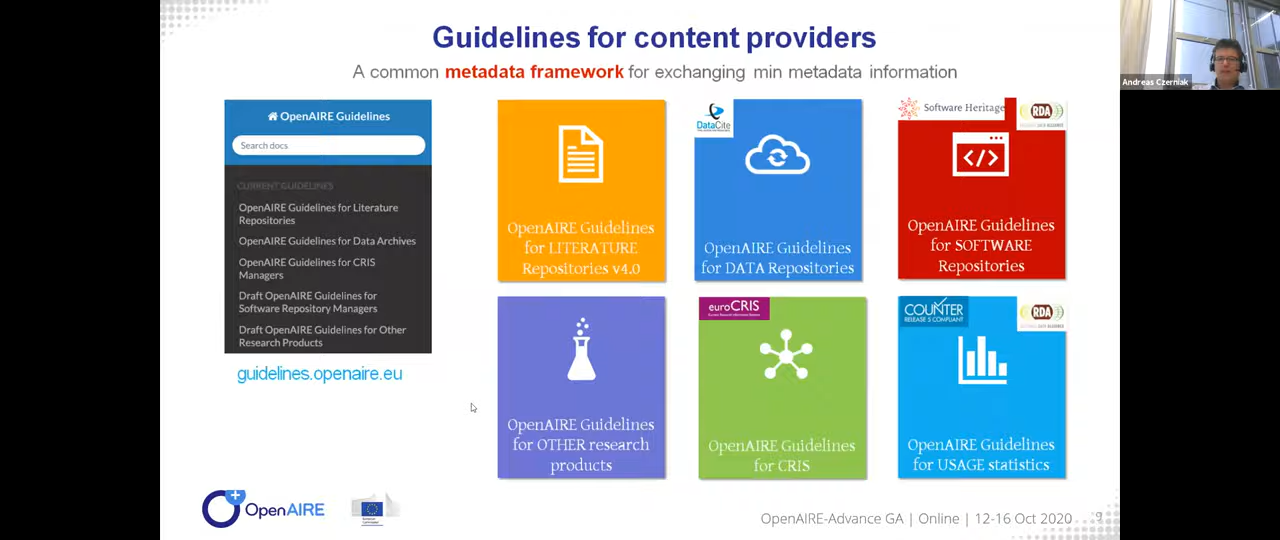 Guidelines for content providers
A common metadata framework for exchanging min metadata information
Andreas Czerniak
OpenAIRE Guidelines
Search docs
CURRENT GUIDELINES
OpenAIRE Guidelines for Literature
Repositories
OpenAIRE Guidelines for Data Archives
OpenAIRE Guidelines for CRIS
Managers
Draft OpenAIRE Guidelines for
Software Repository Managers
Draft OpenAIRE Guidelines for Other
Research Products
guidelines.openaire.eu
OpenAIRE Guidelines
for LITERATURE
Repositories v4.0
DataCite
OpenAIRE Guidelines
for DATA Repositories
Software Heritage
RDA
OpenAIRE Guidelines
for SOFTWARE
Repositories
OpenAIRE Guidelines
for OTHER research
products
euroCRIS
OpenAIRE Guidelines
for CRIS
COUNTER
RELEASE 5 COMPLIANT
RDA
OpenAIRE Guidelines
for USAGE statistics
OpenAIRE
OpenAIRE-Advance GA | Online | 12-16 Oct 2020
9